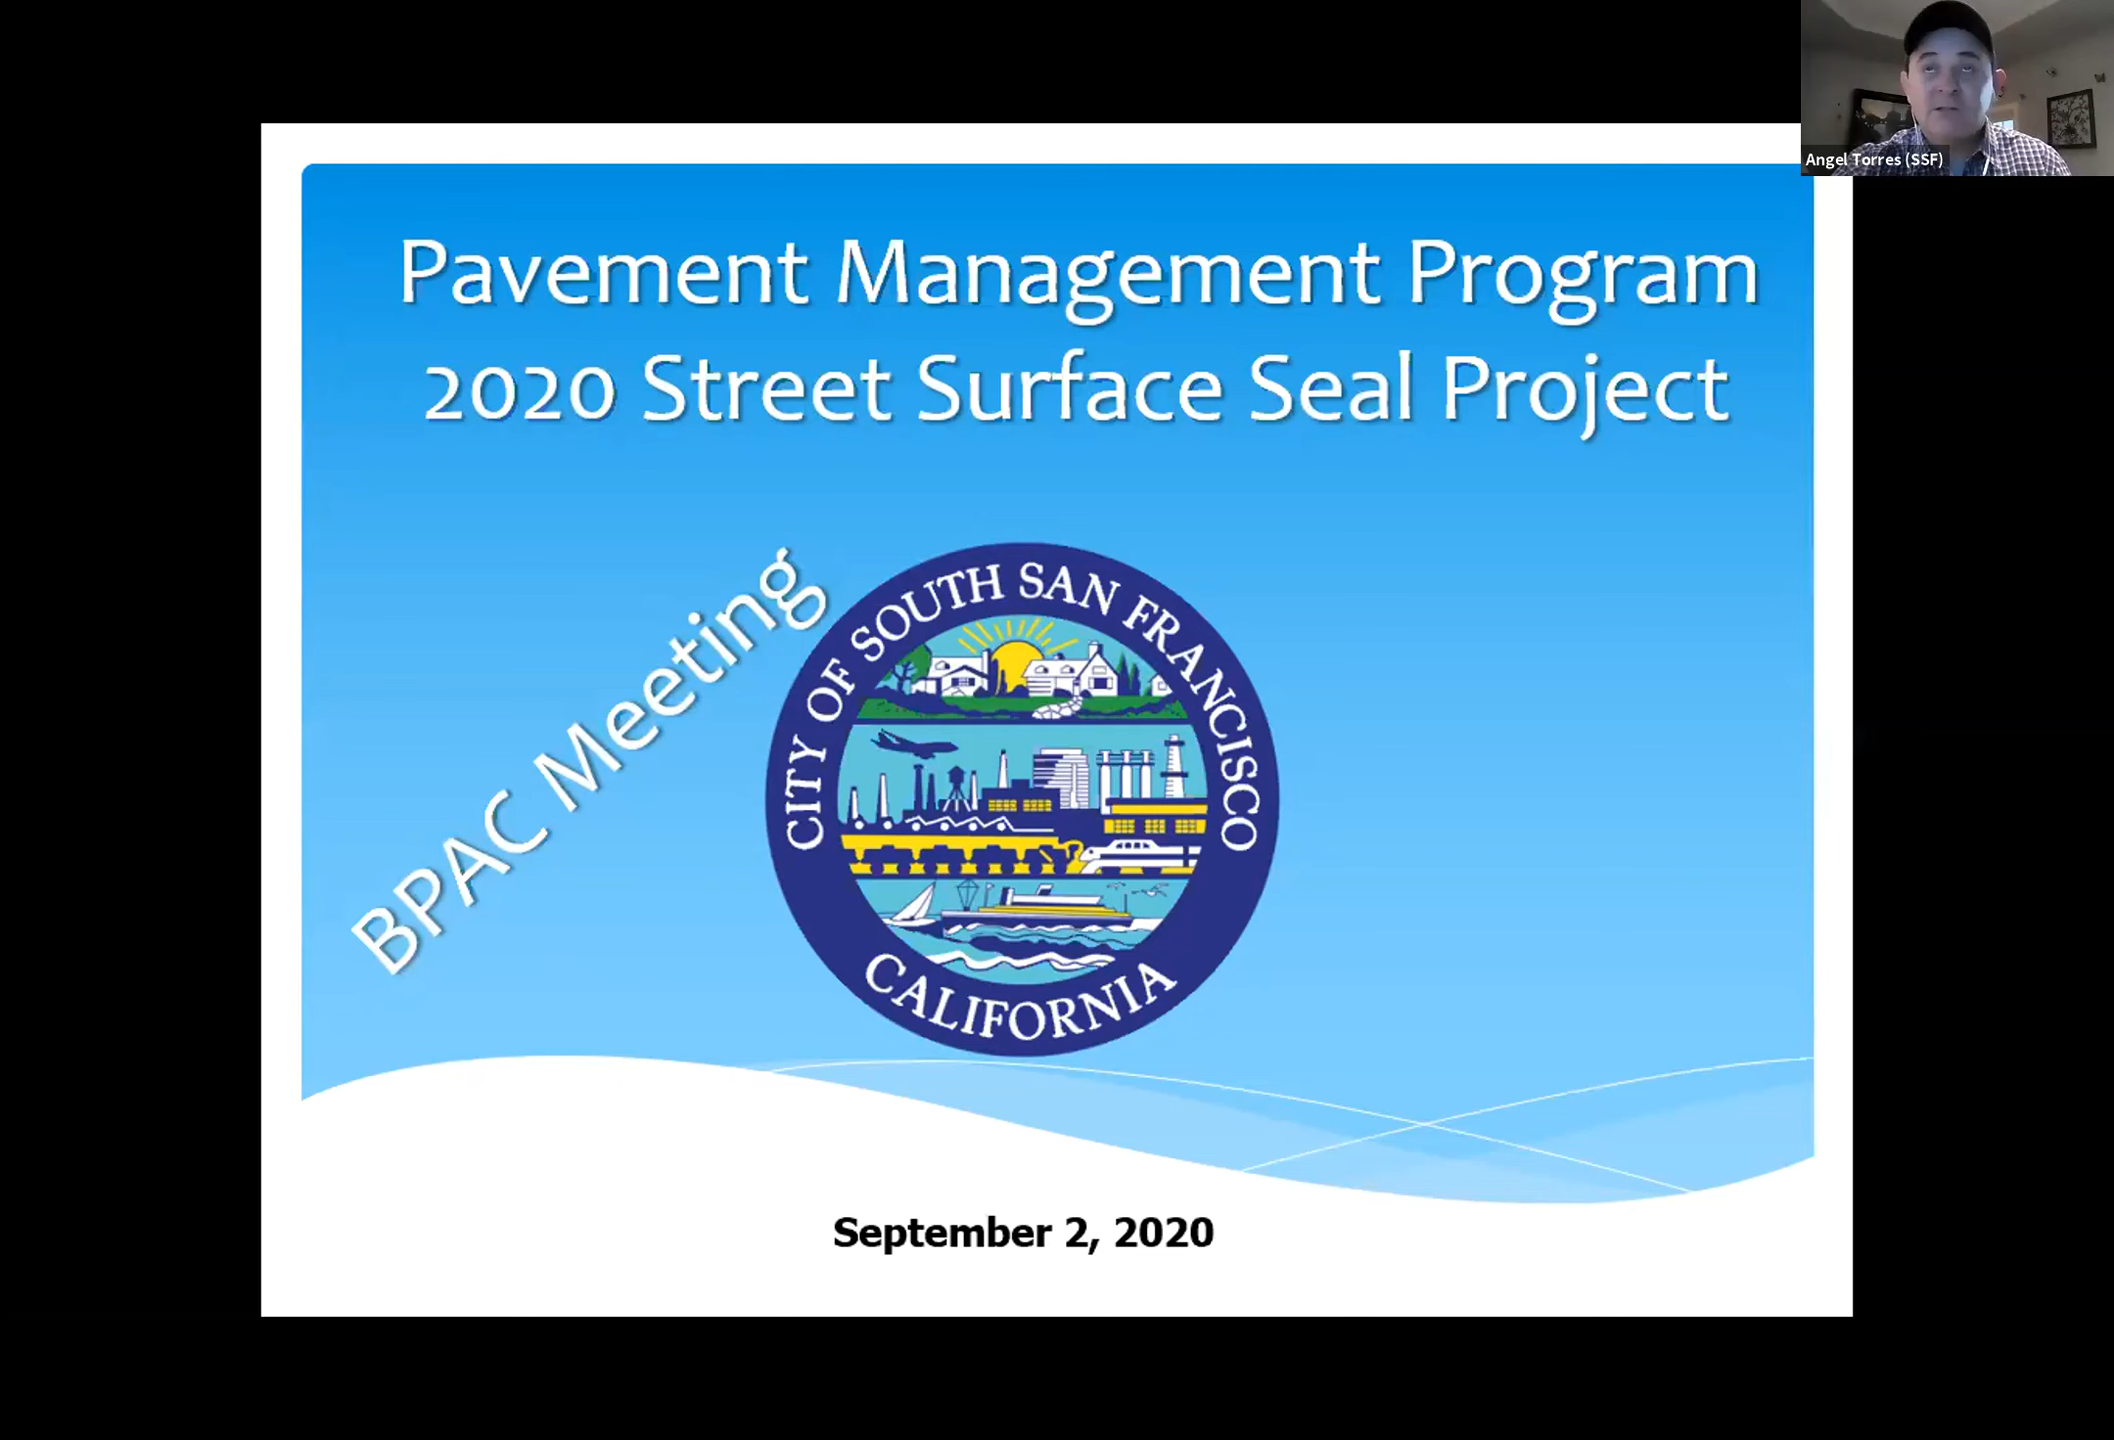 Angel Torres (SSF)
Pavement Management Program
2020 Street Surface Seal Project
BPAC Meeting
CITY OF SOUTH SAN FRANCISCO
CALIFORNIA
September 2, 2020